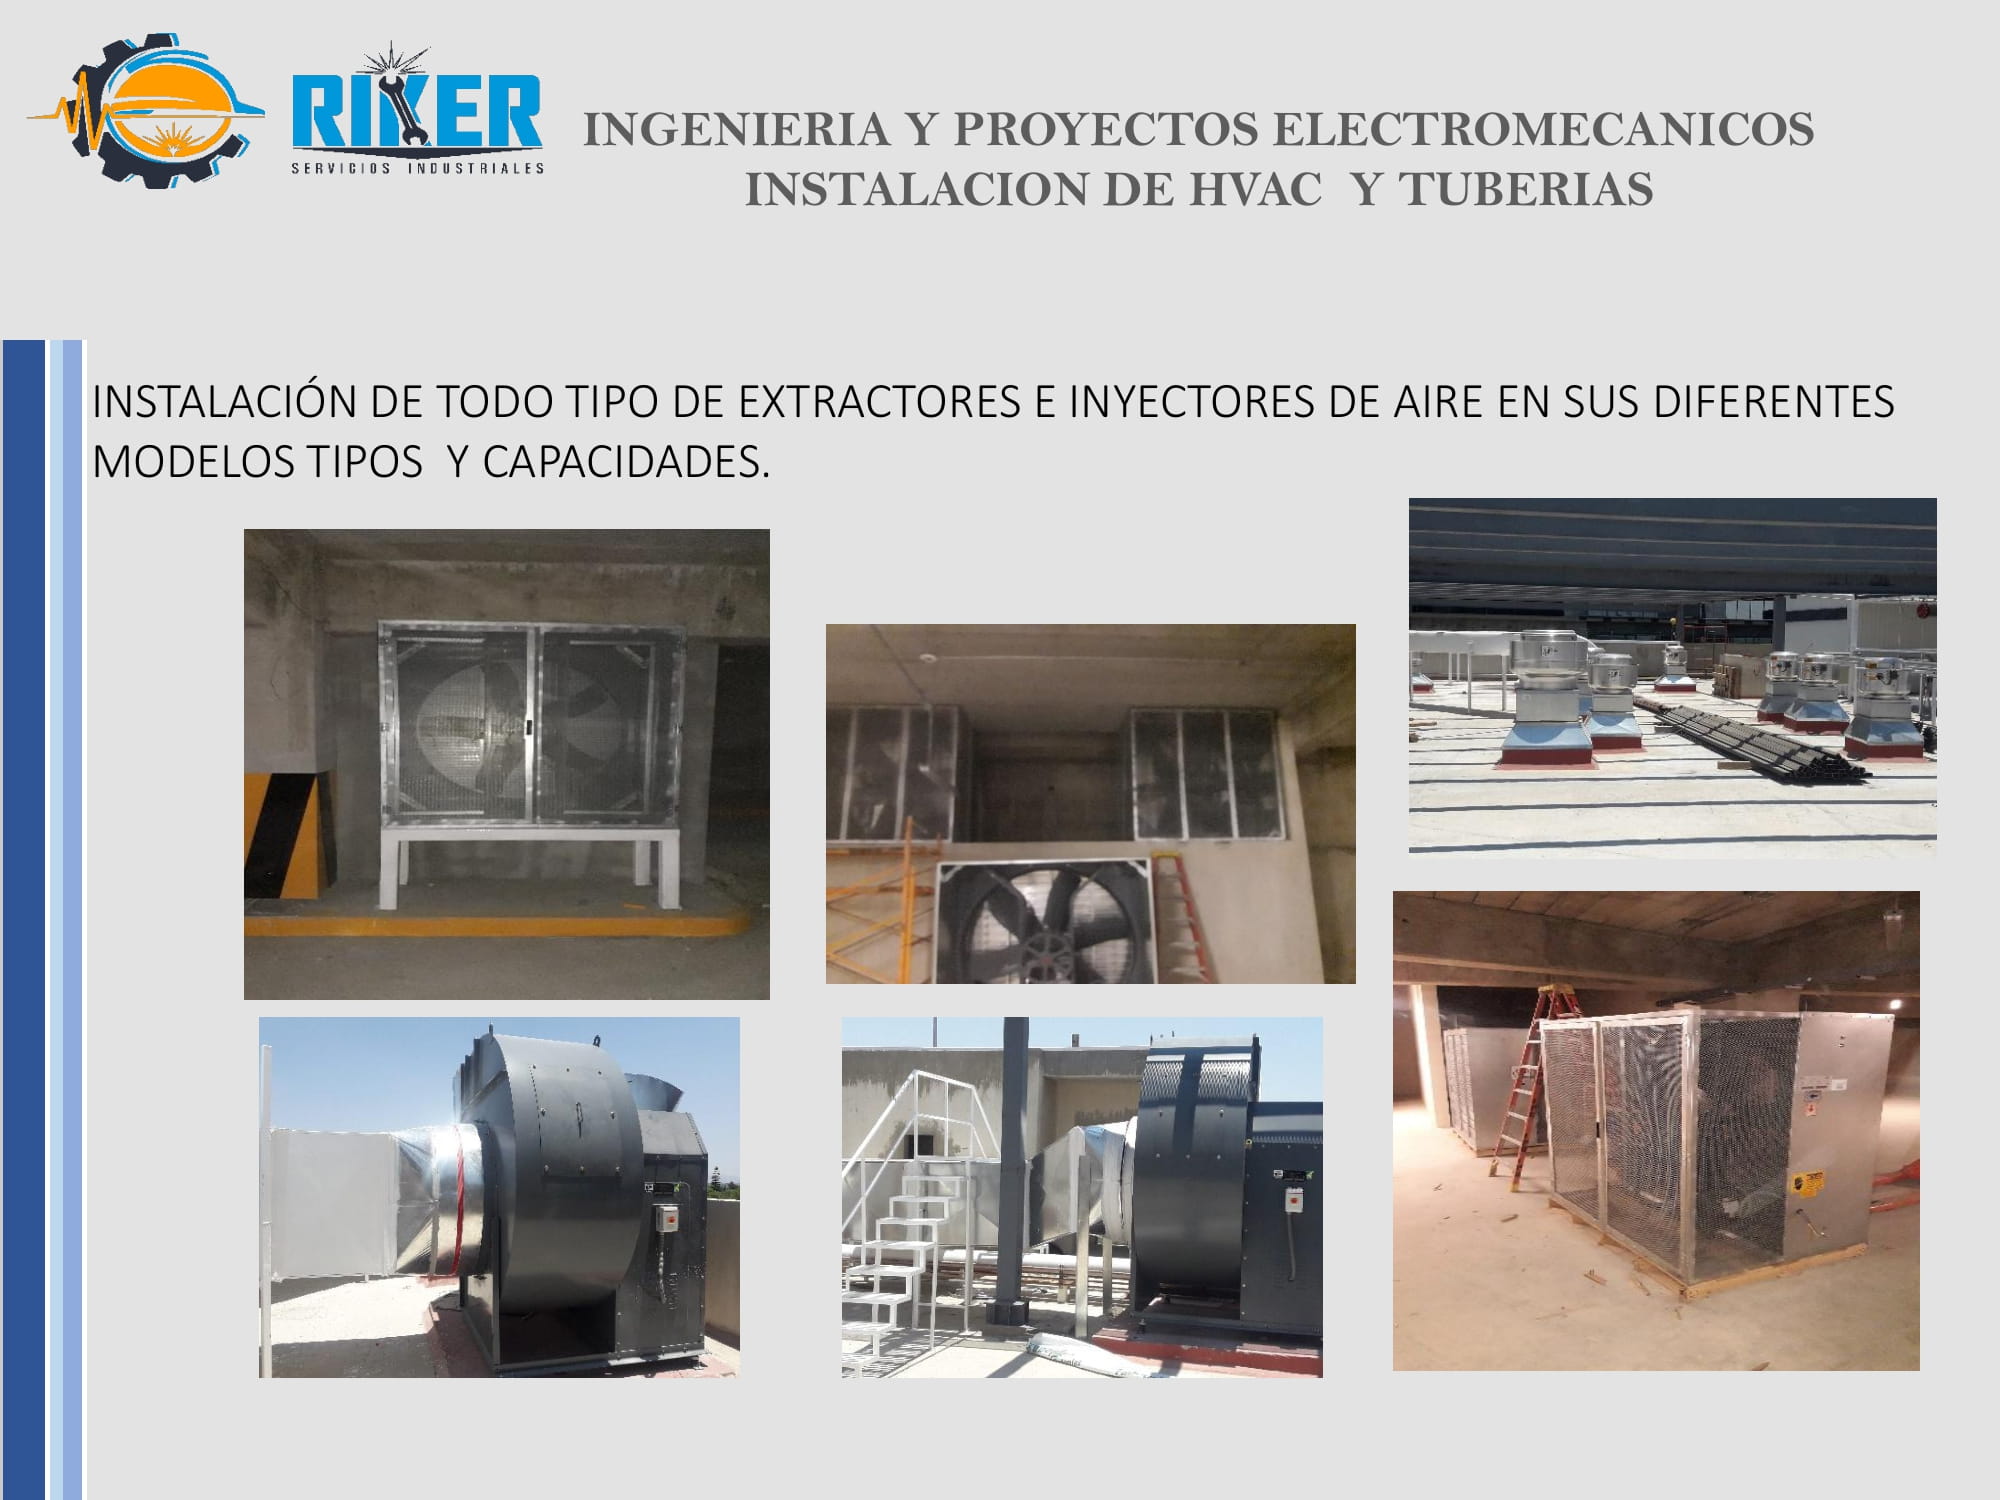 RIKER
SERVICIOS INDUSTRIALES
INGENIERIA Y PROYECTOS ELECTROMECANICOS
INSTALACION DE HVAC Y TUBERIAS
INSTALACIÓN DE TODO TIPO DE EXTRACTORES E INYECTORES DE AIRE EN SUS DIFERENTES
MODELOS TIPOS Y CAPACIDADES.